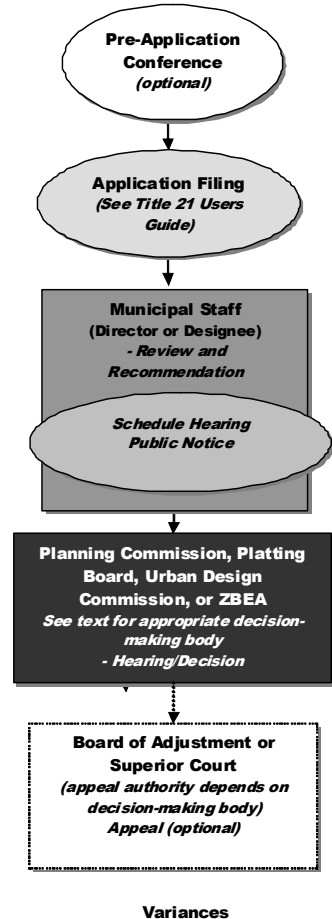 Pre-Application
Conference
(optional)
Application Filing
(See Title 21 Users
Guide)
Municipal Staff
(Director or Designee)
- Review and
Recommendation
Schedule Hearing
Public Notice
Planning Commission, Platting
Board, Urban Design
Commission, or ZBEA
See text for appropriate decision-
making body
- Hearing/Decision
Board of Adjustment or
Superior Court
(appeal authority depends on
decision-making body)
Appeal (optional)
Variances